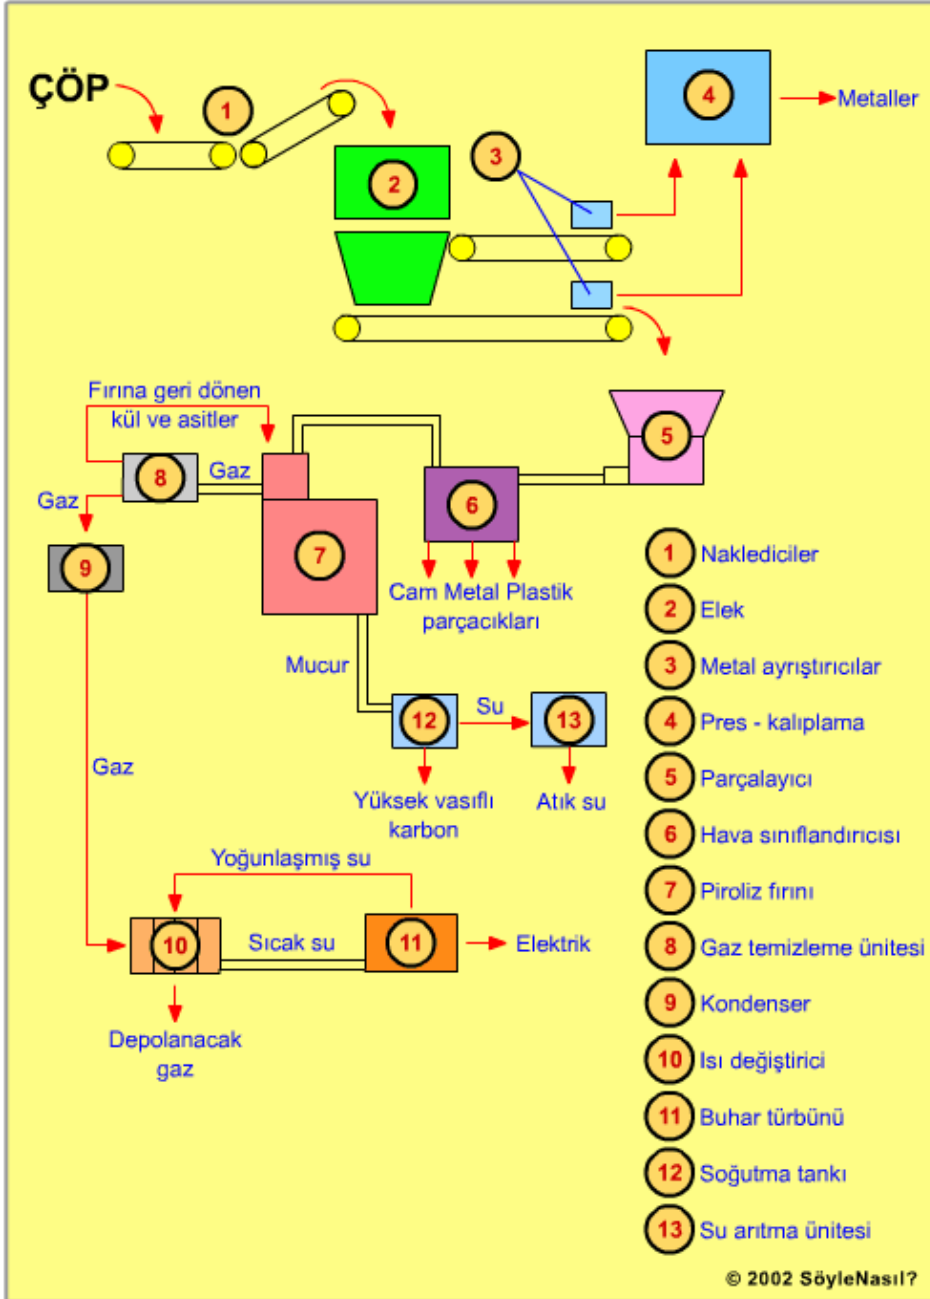 ÇÖP
1
2
3
4
Metaller
Fırına geri dönen
kül ve asitler
5
8
Gaz
Gaz
6
9
7
Cam Metal Plastik
parçacıkları
Mucur
12
Su
13
Gaz
Yüksek vasıflı
karbon
Atık su
Yoğunlaşmış su
10
Sıcak su
11
Elektrik
Depolanacak
gaz
1 Naklediciler
2 Elek
3 Metal ayrıştırıcılar
4 Pres - kalıplama
5 Parçalayıcı
6 Hava sınıflandırıcısı
7 Piroliz fırını
8 Gaz temizleme ünitesi
9 Kondenser
10 Isı değiştirici
11 Buhar türbünü
12 Soğutma tankı
13 Su arıtma ünitesi
© 2002 SöyleNasıl?